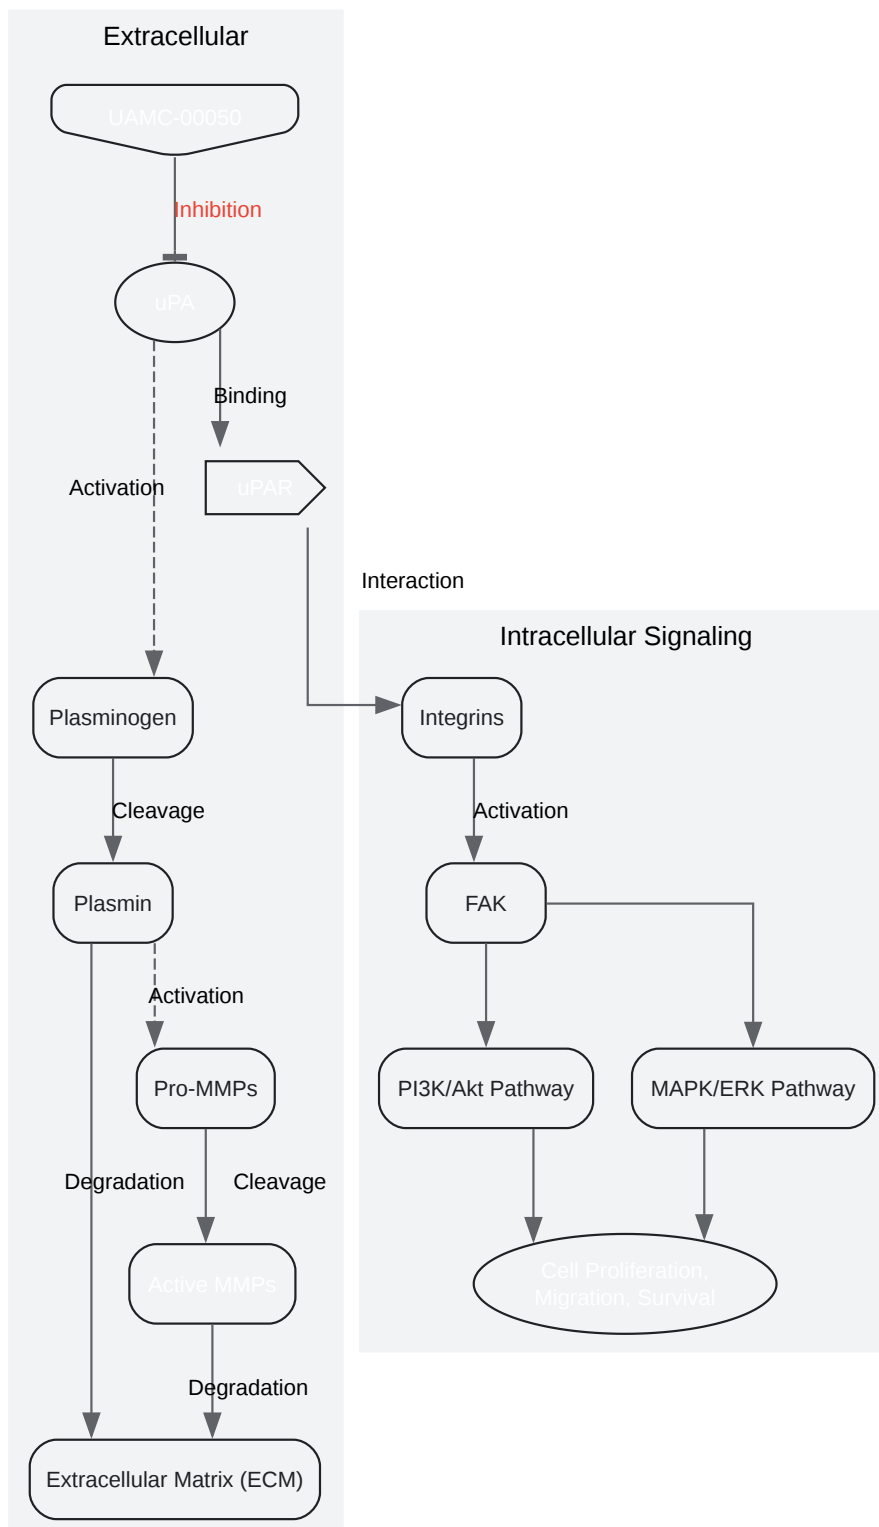 Extracellular
UAMC-00050
Inhibition
uPA
Binding
Activation
uPAR
Interaction
Intracellular Signaling
Plasminogen
Integrins
Cleavage
Activation
Plasmin
FAK
Activation
Pro-MMPs
PI3K/Akt Pathway
MAPK/ERK Pathway
Degradation
Cleavage
Active MMPs
Cell Proliferation,
Migration, Survival
Degradation
Extracellular Matrix (ECM)